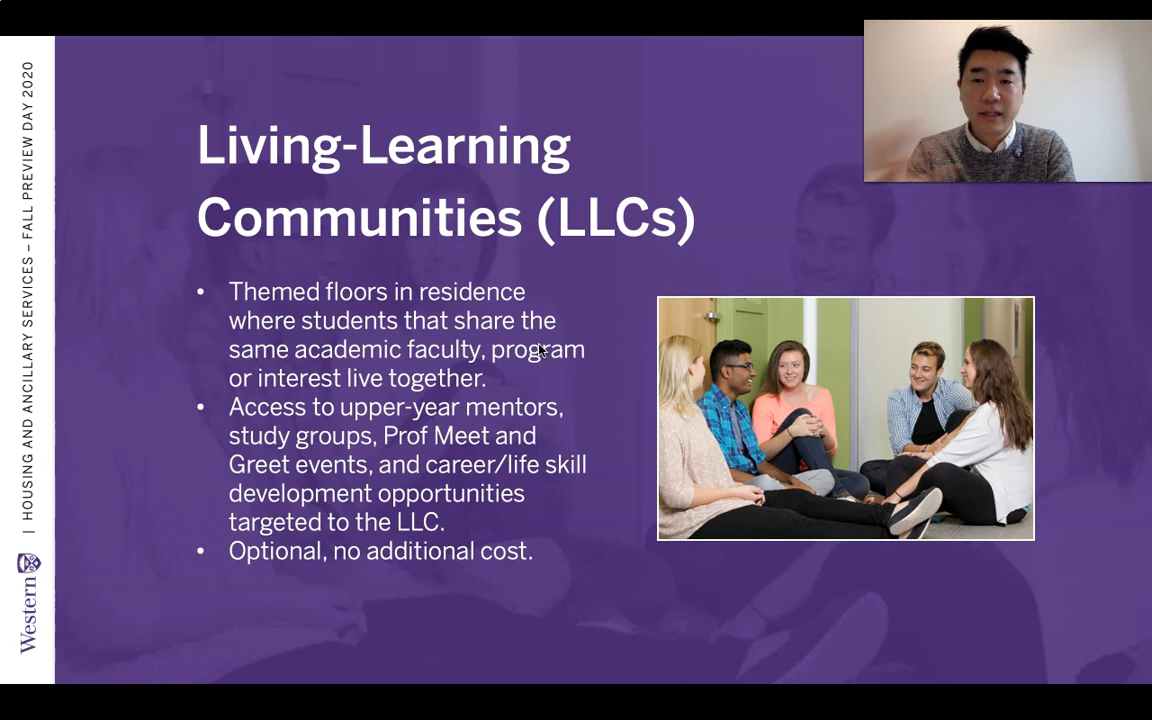 Living-Learning
Communities (LLCs)
• Themed floors in residence
where students that share the
same academic faculty, program
or interest live together.
• Access to upper-year mentors,
study groups, Prof Meet and
Greet events, and career/life skill
development opportunities
targeted to the LLC.
• Optional, no additional cost.
Western | HOUSING AND ANCILLARY SERVICES – FALL PREVIEW DAY 2020